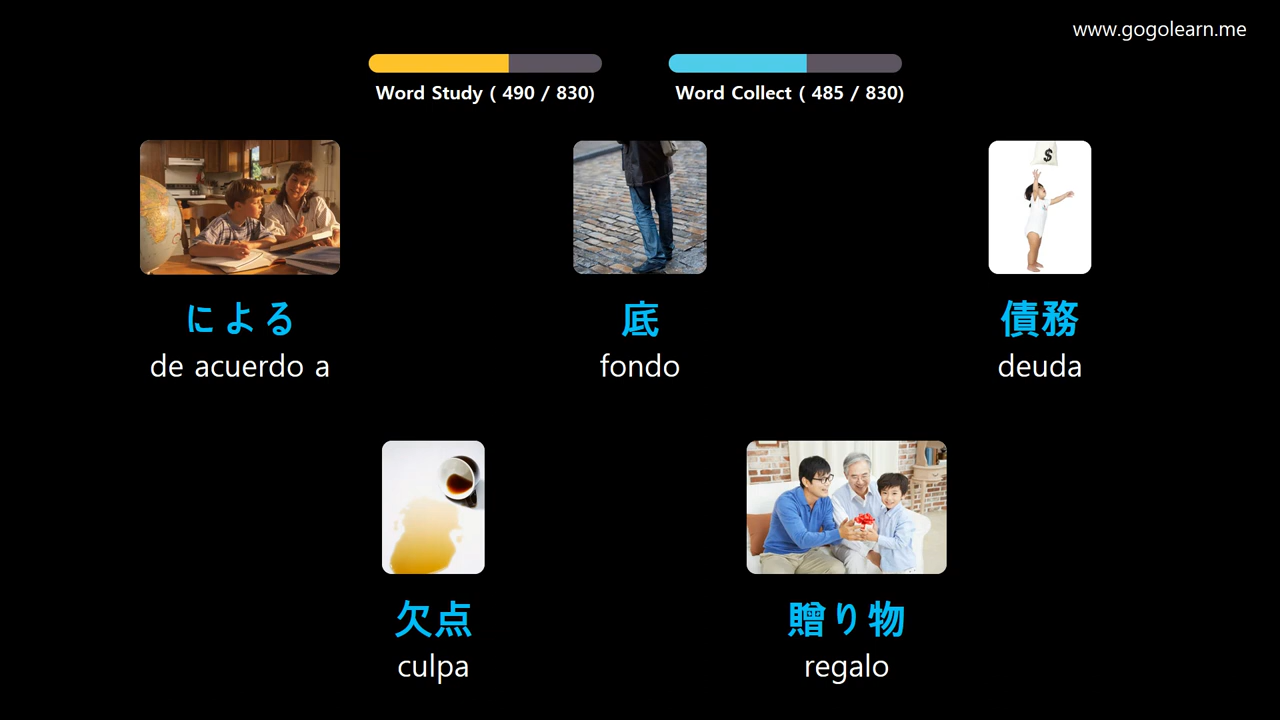 www.gogolearn.me
Word Study ( 490 / 830)
Word Collect ( 485 / 830)
による
de acuerdo a
底
fondo
債務
deuda
欠点
culpa
贈り物
regalo
$